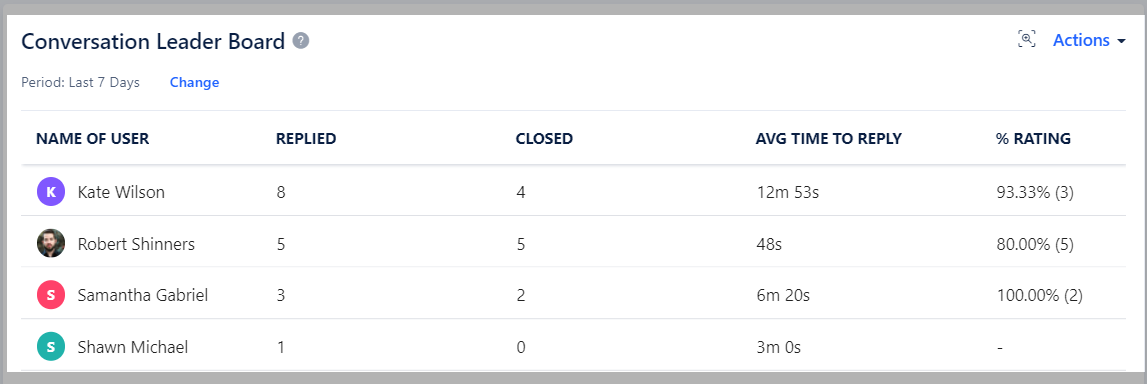 Conversation Leader Board ?
Actions
Period: Last 7 Days Change
NAME OF USER REPLIED CLOSED AVG TIME TO REPLY % RATING
K Kate Wilson 8 4 12m 53s 93.33% (3)
Robert Shinners 5 5 48s 80.00% (5)
S Samantha Gabriel 3 2 6m 20s 100.00% (2)
S Shawn Michael 1 0 3m 0s -